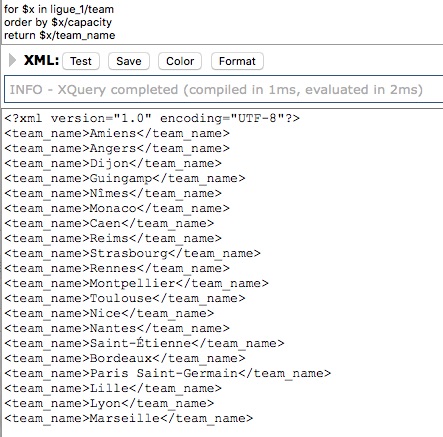 for $x in ligue_1/team
order by $x/capacity
return $x/team_name
XML: Test Save Color Format
INFO - XQuery completed (compiled in 1ms, evaluated in 2ms)
<?xml version="1.0" encoding="UTF-8"?>
<team_name>Amiens</team_name>
<team_name>Angers</team_name>
<team_name>Dijon</team_name>
<team_name>Guingamp</team_name>
<team_name>Nîmes</team_name>
<team_name>Monaco</team_name>
<team_name>Caen</team_name>
<team_name>Reims</team_name>
<team_name>Strasbourg</team_name>
<team_name>Rennes</team_name>
<team_name>Montpellier</team_name>
<team_name>Toulouse</team_name>
<team_name>Nice</team_name>
<team_name>Nantes</team_name>
<team_name>Saint-Étienne</team_name>
<team_name>Bordeaux</team_name>
<team_name>Paris Saint-Germain</team_name>
<team_name>Lille</team_name>
<team_name>Lyon</team_name>
<team_name>Marseille</team_name>